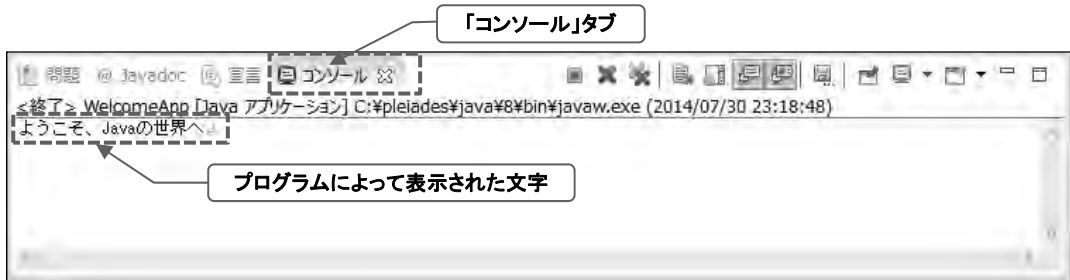 「コンソール」タブ
問題 @ Javadoc 宣言 コンソール
<終了> WelcomeApp [Java アプリケーション] C:¥pleiades¥java¥8¥bin¥javaw.exe (2014/07/30 23:18:48)
ようこそ、Javaの世界へ
プログラムによって表示された文字